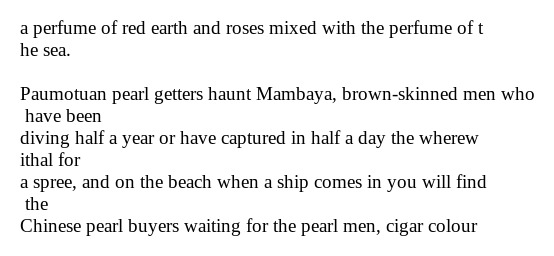 a perfume of red earth and roses mixed with the perfume of t
he sea.

Paumotuan pearl getters haunt Mambaya, brown-skinned men who
 have been
diving half a year or have captured in half a day the wherew
ithal for
a spree, and on the beach when a ship comes in you will find
 the
Chinese pearl buyers waiting for the pearl men, cigar colour